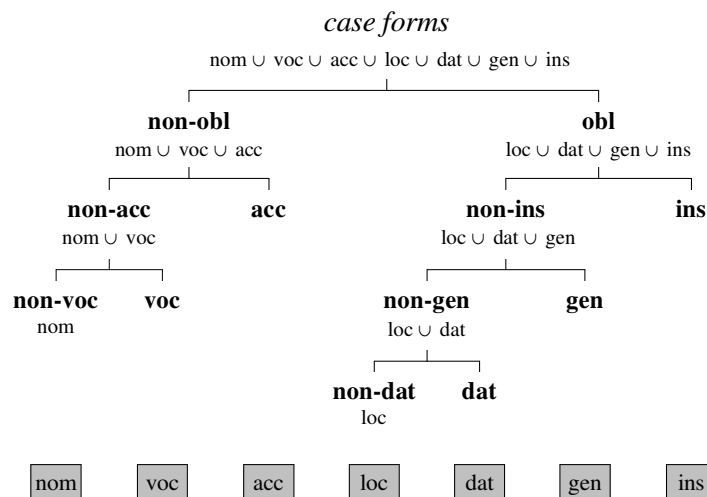 case forms
nom ∪ voc ∪ acc ∪ loc ∪ dat ∪ gen ∪ ins
non-obl obl
nom ∪ voc ∪ acc loc ∪ dat ∪ gen ∪ ins
non-acc acc non-ins ins
nom ∪ voc loc ∪ dat ∪ gen
non-voc voc non-gen gen
nom loc ∪ dat
non-dat dat
loc
nom voc acc loc dat gen ins